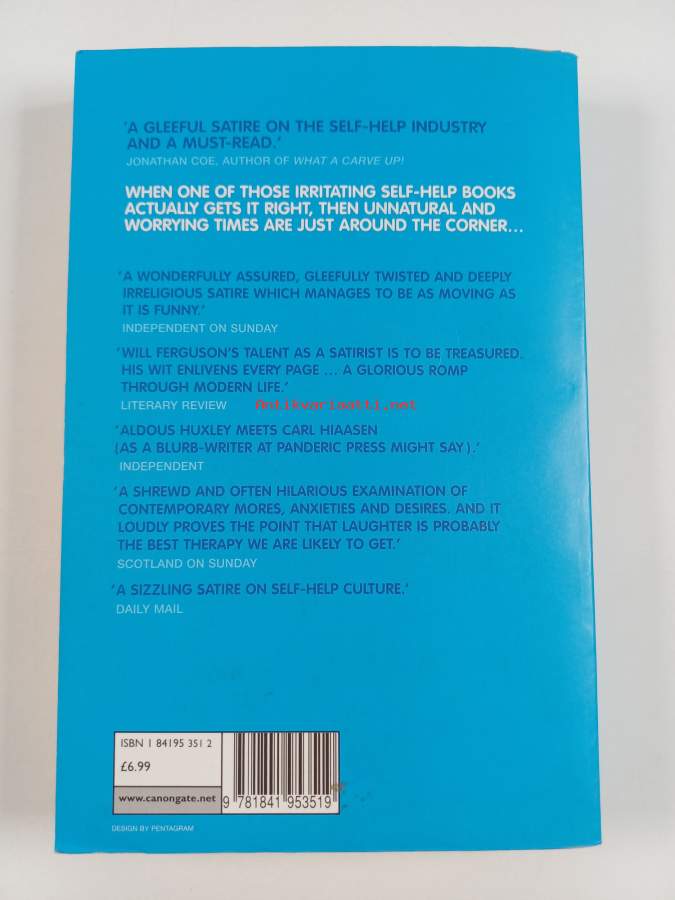 'A GLEEFUL SATIRE ON THE SELF-HELP INDUSTRY
AND A MUST-READ.'
JONATHAN COE, AUTHOR OF WHAT A CARVE UP!
WHEN ONE OF THOSE IRRITATING SELF-HELP BOOKS
ACTUALLY GETS IT RIGHT, THEN UNNATURAL AND
WORRYING TIMES ARE JUST AROUND THE CORNER...
'A WONDERFULLY ASSURED, GLEEFULLY TWISTED AND DEEPLY
IRRELIGIOUS SATIRE WHICH MANAGES TO BE AS MOVING AS
IT IS FUNNY.'
INDEPENDENT ON SUNDAY
'WILL FERGUSON'S TALENT AS A SATIRIST IS TO BE TREASURED.
HIS WIT ENLIVENS EVERY PAGE ... A GLORIOUS ROMP
THROUGH MODERN LIFE.'
LITERARY REVIEW
Antikvariaatti.net
'ALDOUS HUXLEY MEETS CARL HIAASEN
(AS A BLURB-WRITER AT PANDERIC PRESS MIGHT SAY).'
INDEPENDENT
'A SHREWD AND OFTEN HILARIOUS EXAMINATION OF
CONTEMPORARY MORES, ANXIETIES AND DESIRES. AND IT
LOUDLY PROVES THE POINT THAT LAUGHTER IS PROBABLY
THE BEST THERAPY WE ARE LIKELY TO GET.'
SCOTLAND ON SUNDAY
'A SIZZLING SATIRE ON SELF-HELP CULTURE.'
DAILY MAIL
ISBN 1 84195 351 2
£6.99
www.canongate.net
9 781841 953519
DESIGN BY PENTAGRAM